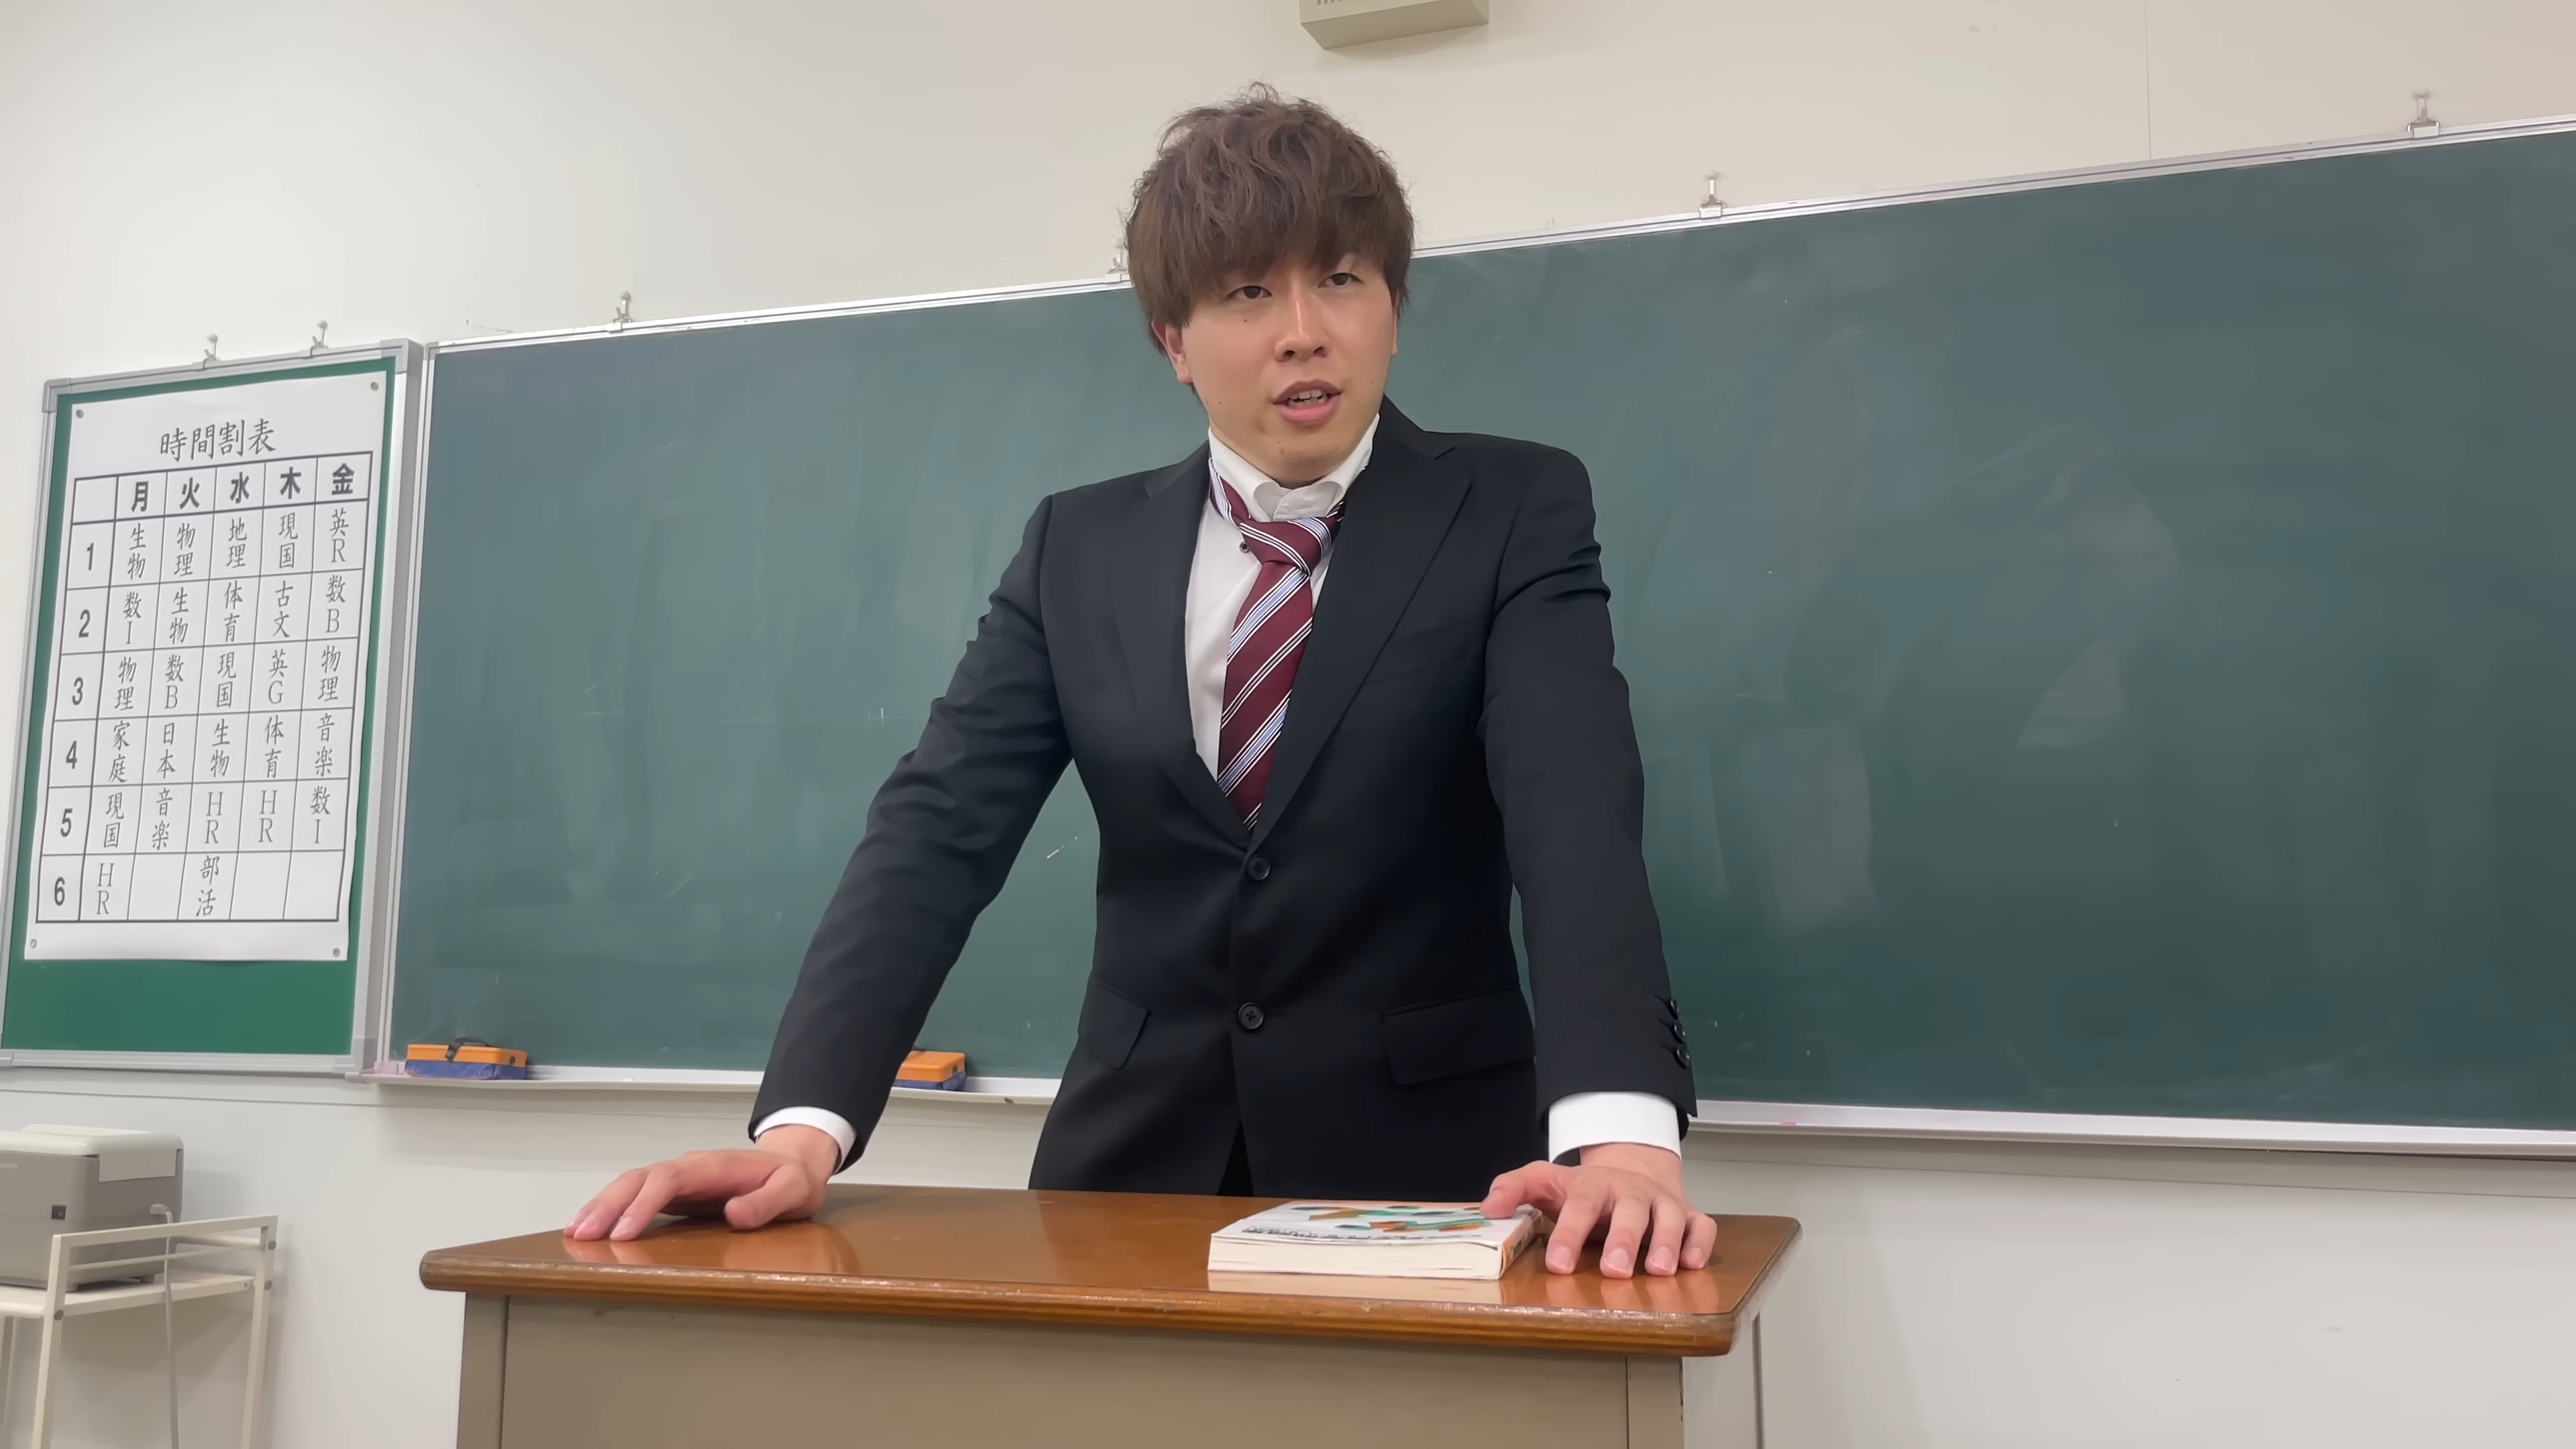 時間割表
月 火 水 木 金
1 生物 物理 地理 現国 英R
2 数I 生物 体育 古文 数B
3 物理 数B 現国 英G 物理
4 家庭 日本 生物 体育 音楽
5 現国 音楽 HR HR 数I
6 HR 部活